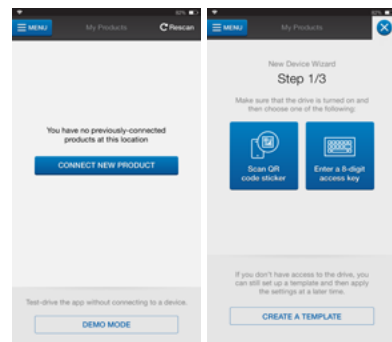 92%
MENU
My Products
Rescan
You have no previously-connected
products at this location
CONNECT NEW PRODUCT
Test-drive the app without connecting to a device.
DEMO MODE
MENU
My Products
New Device Wizard
Step 1/3
Make sure that the drive is turned on and
then choose one of the following:
Scan QR
code sticker
Enter a 8-digit
access key
If you don't have access to the drive, you
can still set up a template and then apply
the settings at a later time.
CREATE A TEMPLATE